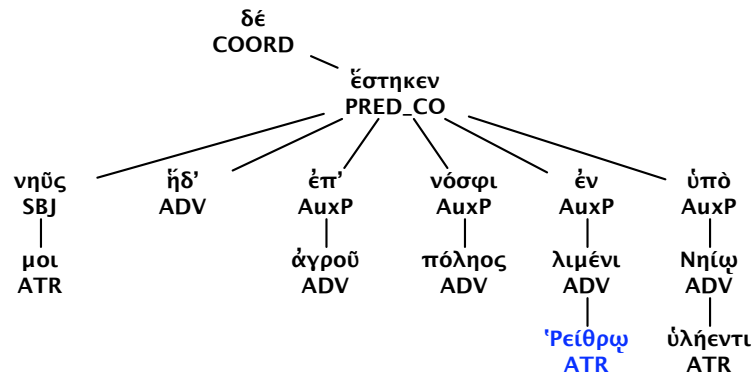 δέ
COORD
ἕστηκεν
PRED_CO
νηῦς ἥδ' ἐπ' νόσφι ἐν ὑπὸ
SBJ ADV AuxP AuxP AuxP AuxP
μοι ἀγροῦ πόληος λιμένι Νηίῳ
ATR ADV ADV ADV ADV
Ῥείθρῳ ὑλήεντι
ATR ATR